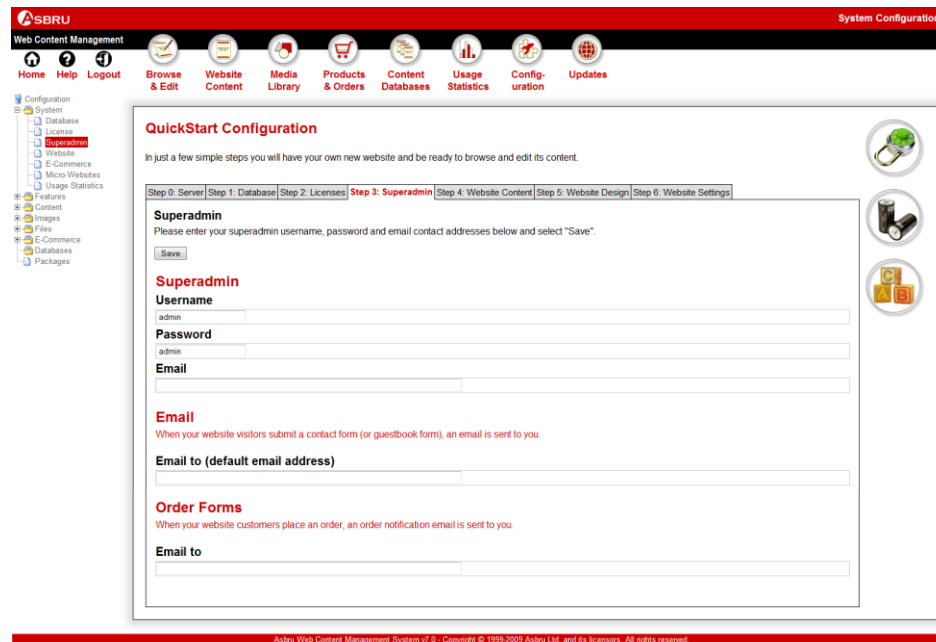 ASBRU
System Configuration
Web Content Management
Home Help Logout
Browse & Edit
Website Content
Media Library
Products & Orders
Content Databases
Usage Statistics
Config-uration
Updates
Configuration
System
Database
License
Superadmin
Website
E-Commerce
Micro-Websites
Usage Statistics
Features
Content
Images
Files
E-Commerce
Databases
Packages
QuickStart Configuration
In just a few simple steps you will have your own new website and be ready to browse and edit its content.
Step 0: Server Step 1: Database Step 2: Licenses Step 3: Superadmin Step 4: Website Content Step 5: Website Design Step 6: Website Settings
Superadmin
Please enter your superadmin username, password and email contact addresses below and select "Save".
Save
Superadmin
Username
admin
Password
admin
Email
Email
When your website visitors submit a contact form (or guestbook form), an email is sent to you.
Email to (default email address)
Order Forms
When your website customers place an order, an order notification email is sent to you.
Email to
C
A B
Asbru Web Content Management System v7.0 - Copyright © 1999-2009 Asbru Ltd. and its licensors. All rights reserved.